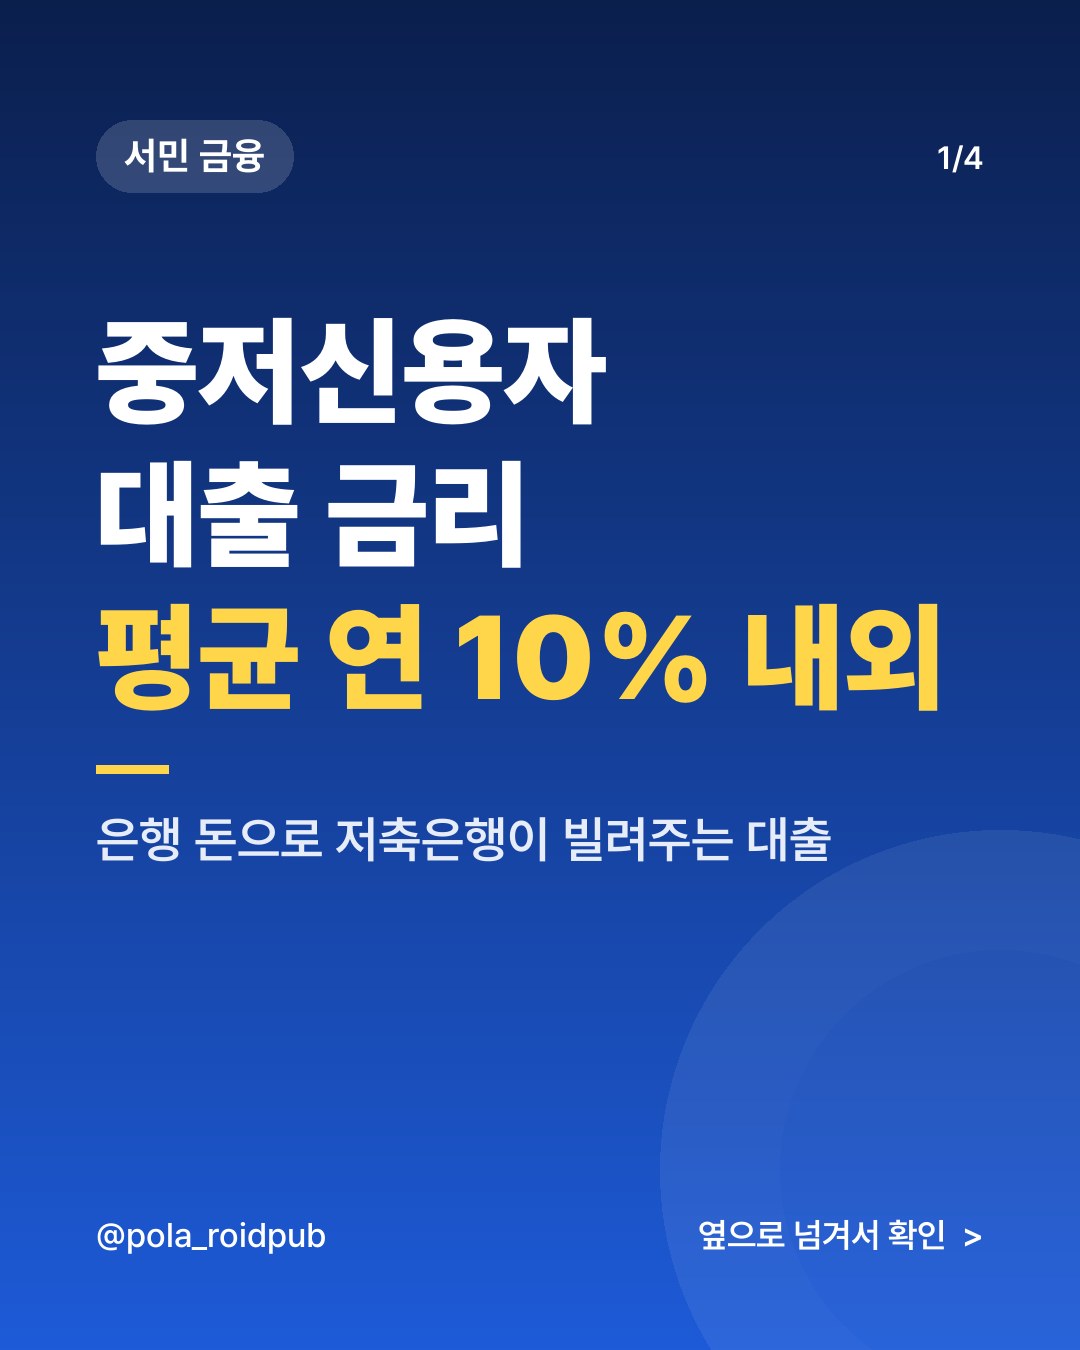 서민 금융
1/4
중저신용자
대출 금리
평균 연 10% 내외
은행 돈으로 저축은행이 빌려주는 대출
@pola_roidpub
옆으로 넘겨서 확인 >